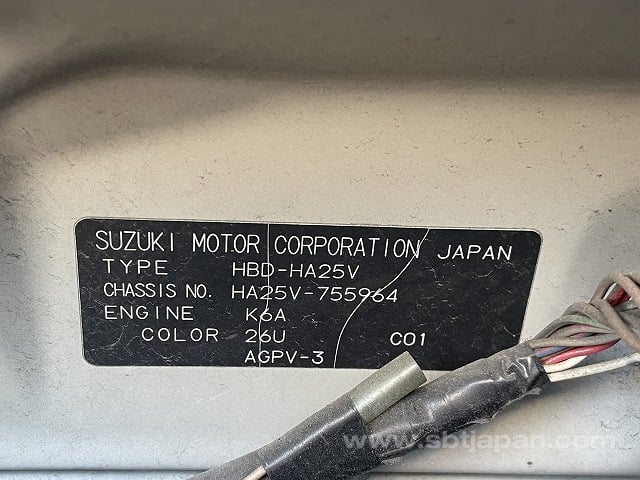 SUZUKI MOTOR CORPORATION JAPAN
TYPE HBD-HA25V
CHASSIS NO. HA25V-755964
ENGINE K6A
COLOR 26U C01
AGPV-3
www.sbtjapan.com